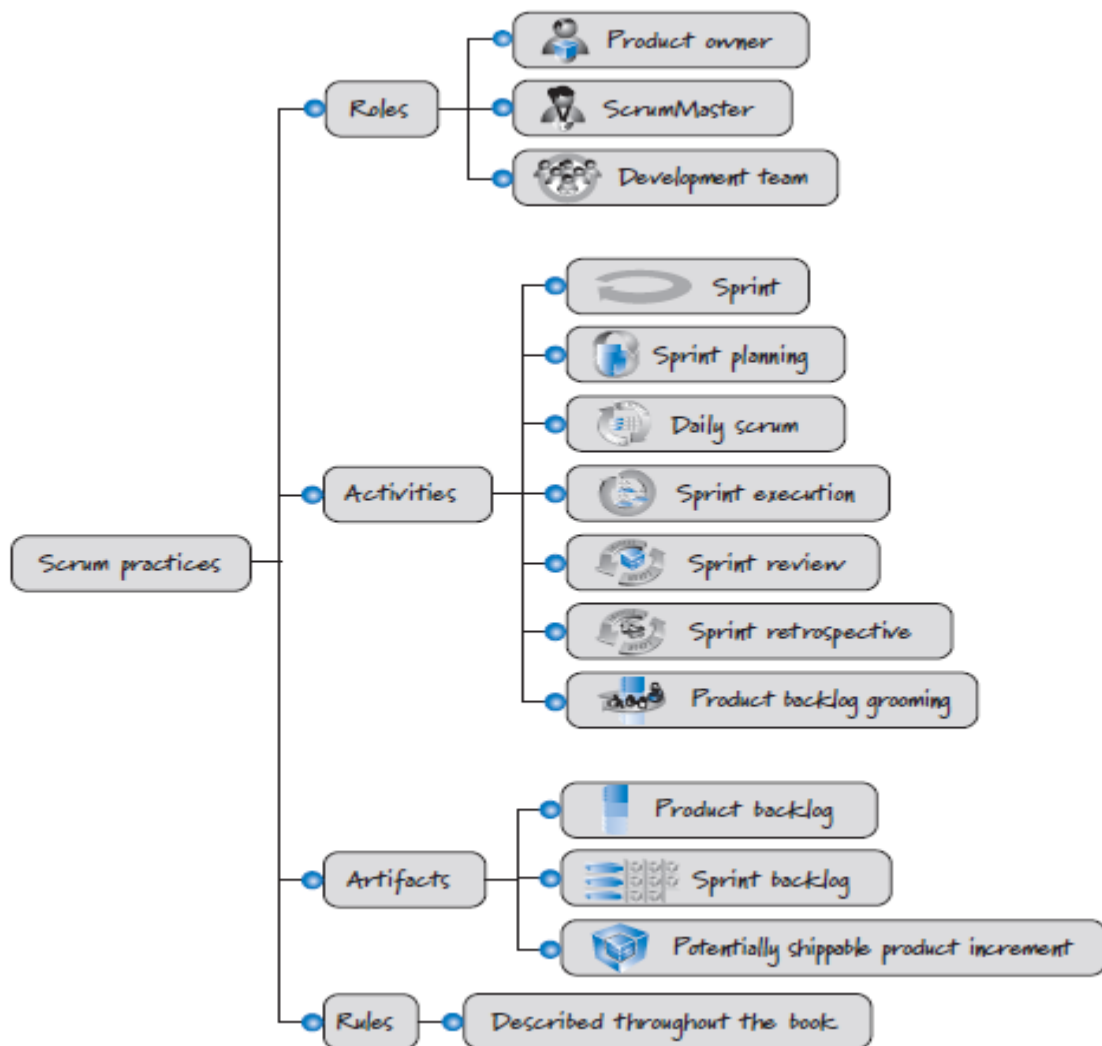 Product owner
Roles
ScrumMaster
Development team
Sprint
Sprint planning
Daily scrum
Activities
Sprint execution
Scrum practices
Sprint review
Sprint retrospective
Product backlog grooming
Product backlog
Artifacts
Sprint backlog
Potentially shippable product increment
Rules
Described throughout the book